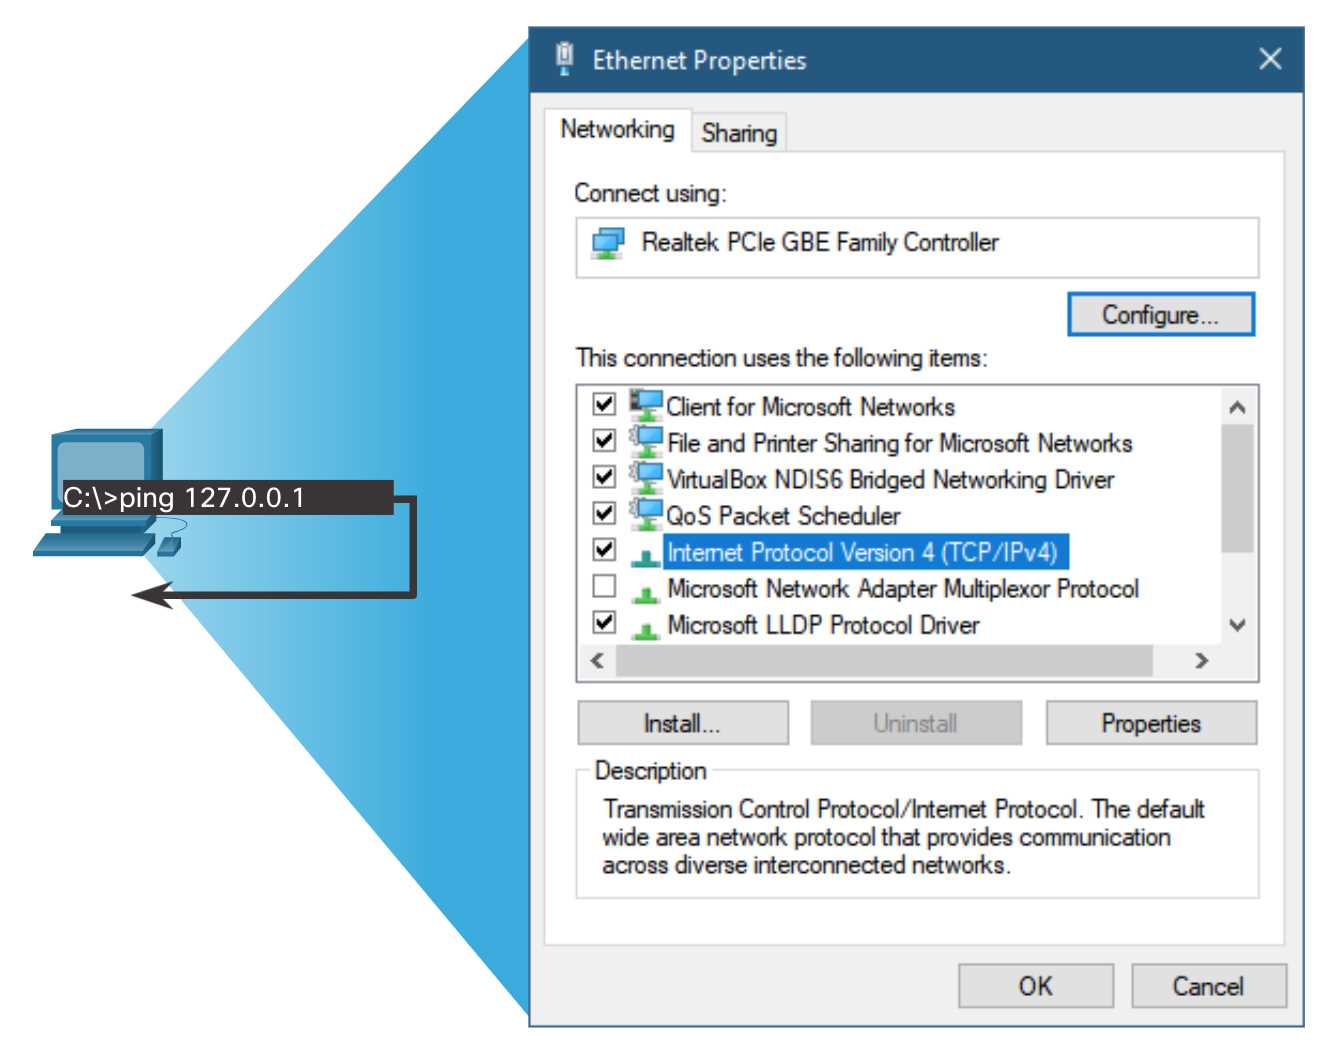 Ethernet Properties
Networking
Sharing
Connect using:
Realtek PCIe GBE Family Controller
Configure...
This connection uses the following items:
Client for Microsoft Networks
File and Printer Sharing for Microsoft Networks
VirtualBox NDIS6 Bridged Networking Driver
QoS Packet Scheduler
Internet Protocol Version 4 (TCP/IPv4)
Microsoft Network Adapter Multiplexor Protocol
Microsoft LLDP Protocol Driver
Install...
Uninstall
Properties
Description
Transmission Control Protocol/Internet Protocol. The default
wide area network protocol that provides communication
across diverse interconnected networks.
OK
Cancel
C:\>ping 127.0.0.1